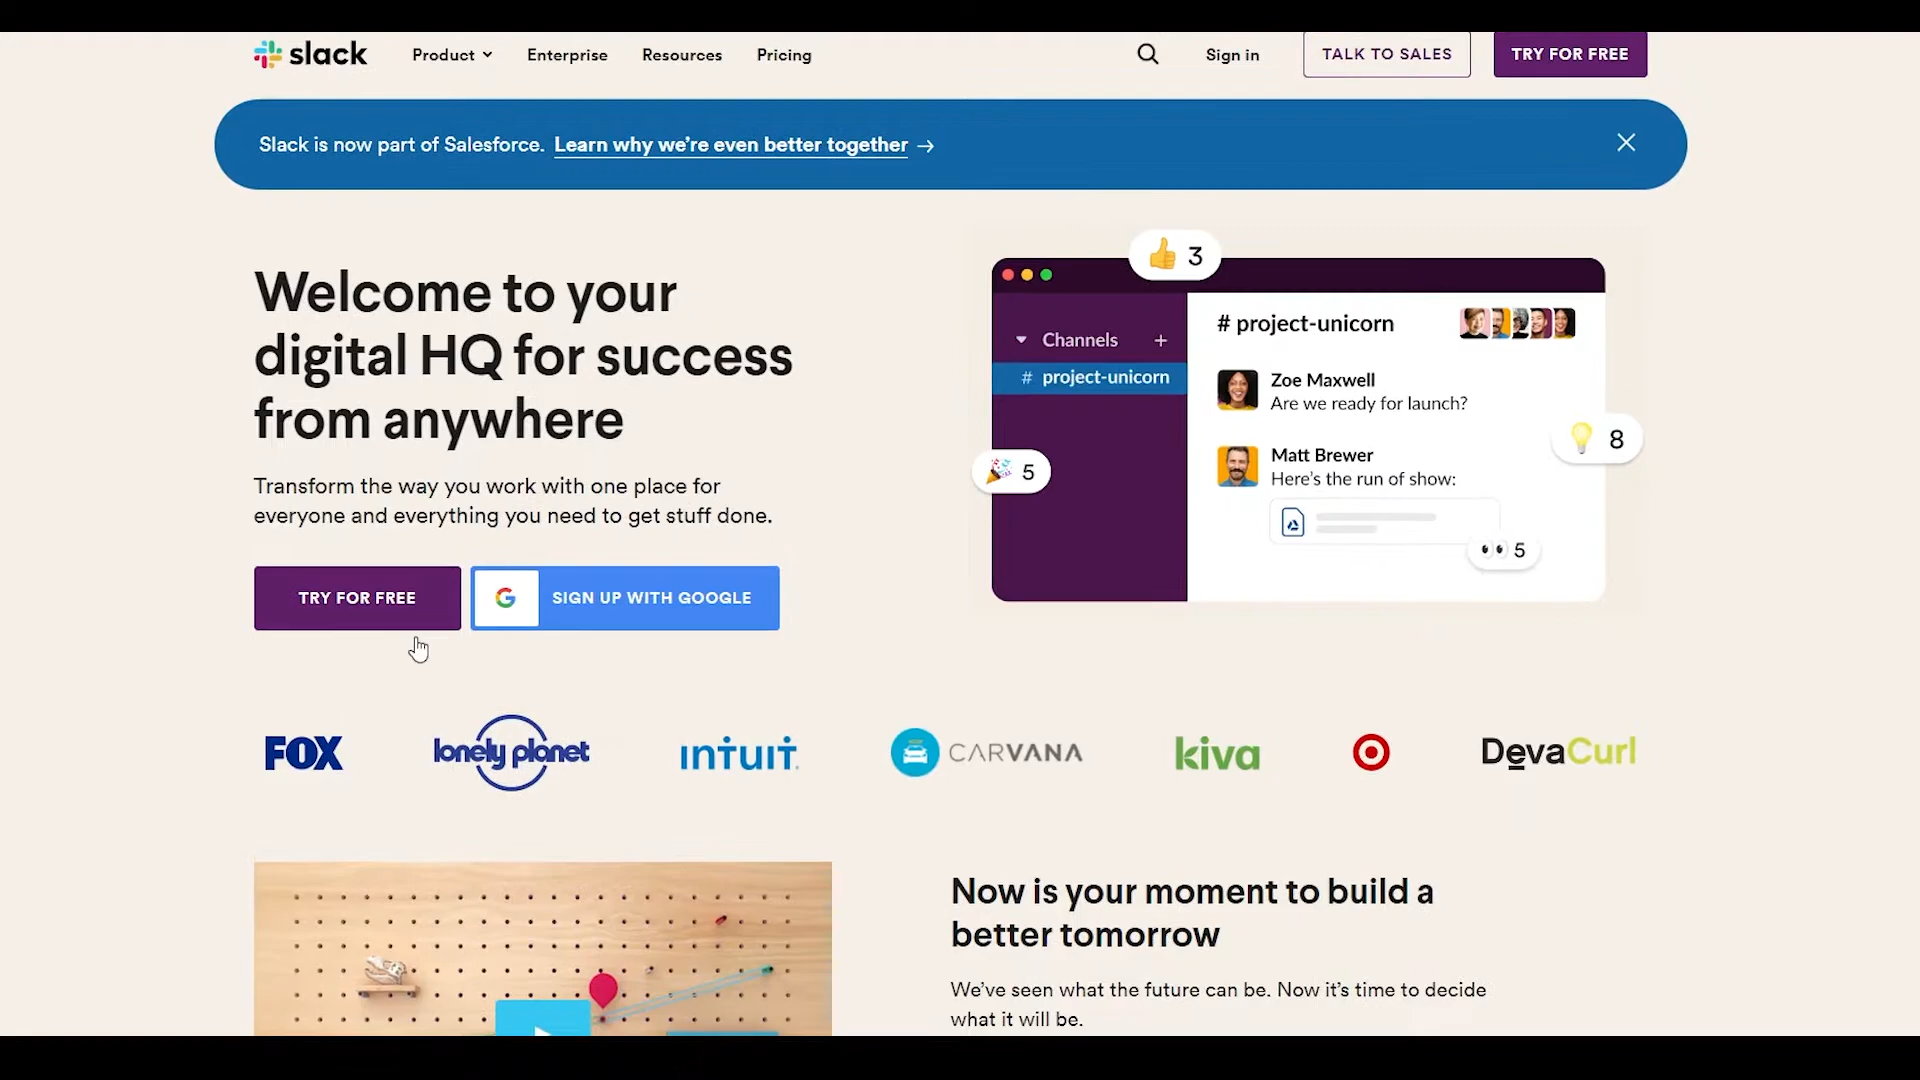 slack
Product
Enterprise
Resources
Pricing
Sign in
TALK TO SALES
TRY FOR FREE
Slack is now part of Salesforce. Learn why we're even better together →
Welcome to your
digital HQ for success
from anywhere
Transform the way you work with one place for
everyone and everything you need to get stuff done.
TRY FOR FREE
G SIGN UP WITH GOOGLE
3
Channels +
# project-unicorn
5
# project-unicorn
Zoe Maxwell
Are we ready for launch?
Matt Brewer
Here's the run of show:
8
5
FOX
lonely planet
intuit
CARVANA
kiva
DevaCurl
Now is your moment to build a
better tomorrow
We've seen what the future can be. Now it's time to decide
what it will be.